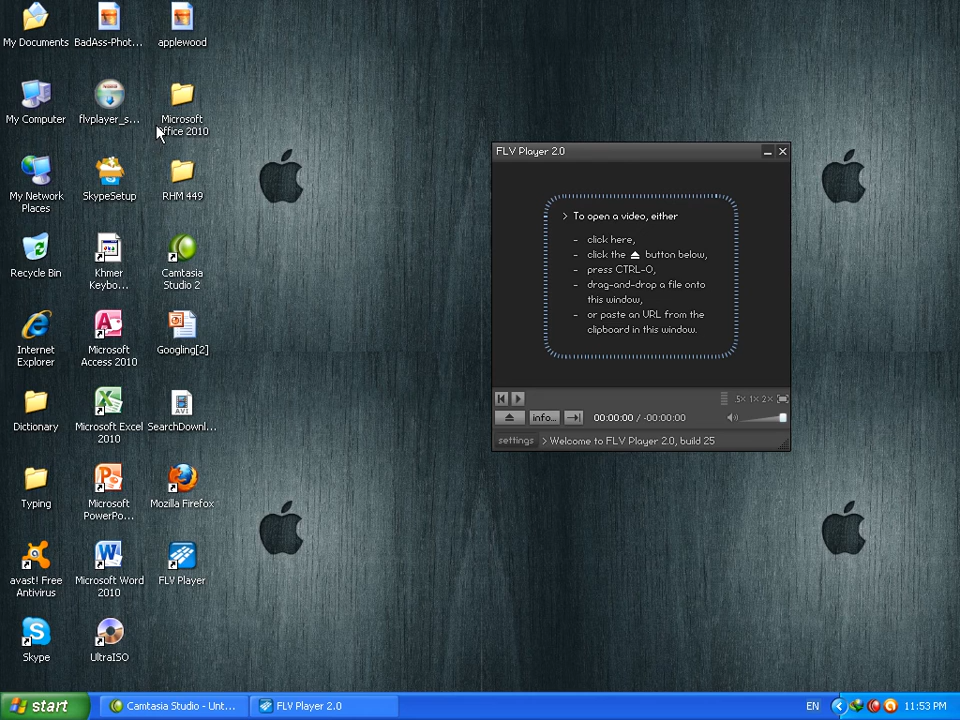 My Documents
BadAss-Phot...
applewood
My Computer
flvplayer_s...
Microsoft
Office 2010
My Network
Places
SkypeSetup
RHM 449
Recycle Bin
Khmer
Keybo...
Camtasia
Studio 2
Internet
Explorer
Microsoft
Access 2010
Googling[2]
Dictionary
Microsoft Excel
2010
AVI
SearchDownl...
Typing
Microsoft
PowerPo...
Mozilla Firefox
avast! Free
Antivirus
Microsoft Word
2010
FLV Player
Skype
UltraISO
FLV Player 2.0
> To open a video, either
- click here,
- click the ⏏ button below,
- press CTRL-O,
- drag-and-drop a file onto
this window,
- or paste an URL from the
clipboard in this window.
.5× 1× 2×
info...
00:00:00 / -00:00:00
settings
> Welcome to FLV Player 2.0, build 25
start
Camtasia Studio - Unt...
FLV Player 2.0
EN
11:53 PM